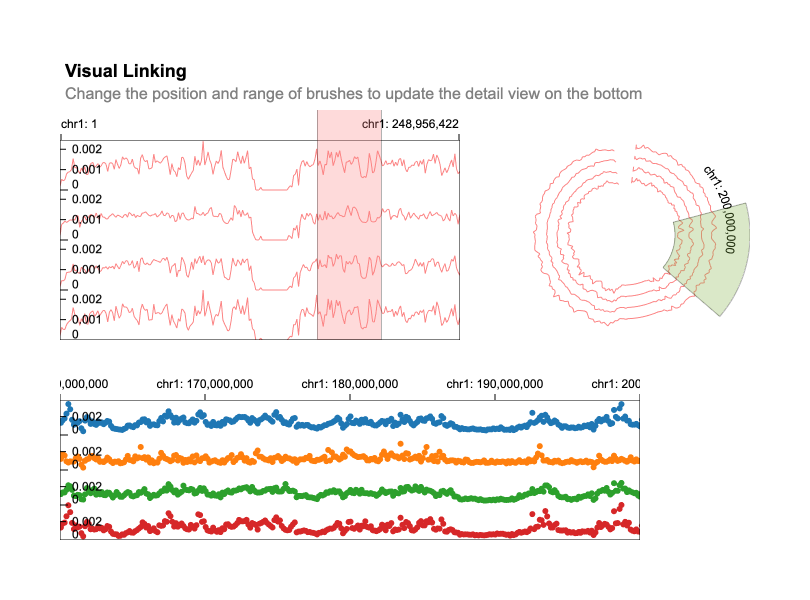 Visual Linking
Change the position and range of brushes to update the detail view on the bottom
chr1: 1
chr1: 248,956,422
0.002
0.001
0
0.002
0.001
0
0.002
0.001
0
0.002
0.001
0
chr1: 200,000,000
),000,000
chr1: 170,000,000
chr1: 180,000,000
chr1: 190,000,000
chr1: 200
0.002
0
0.002
0
0.002
0
0.002
0